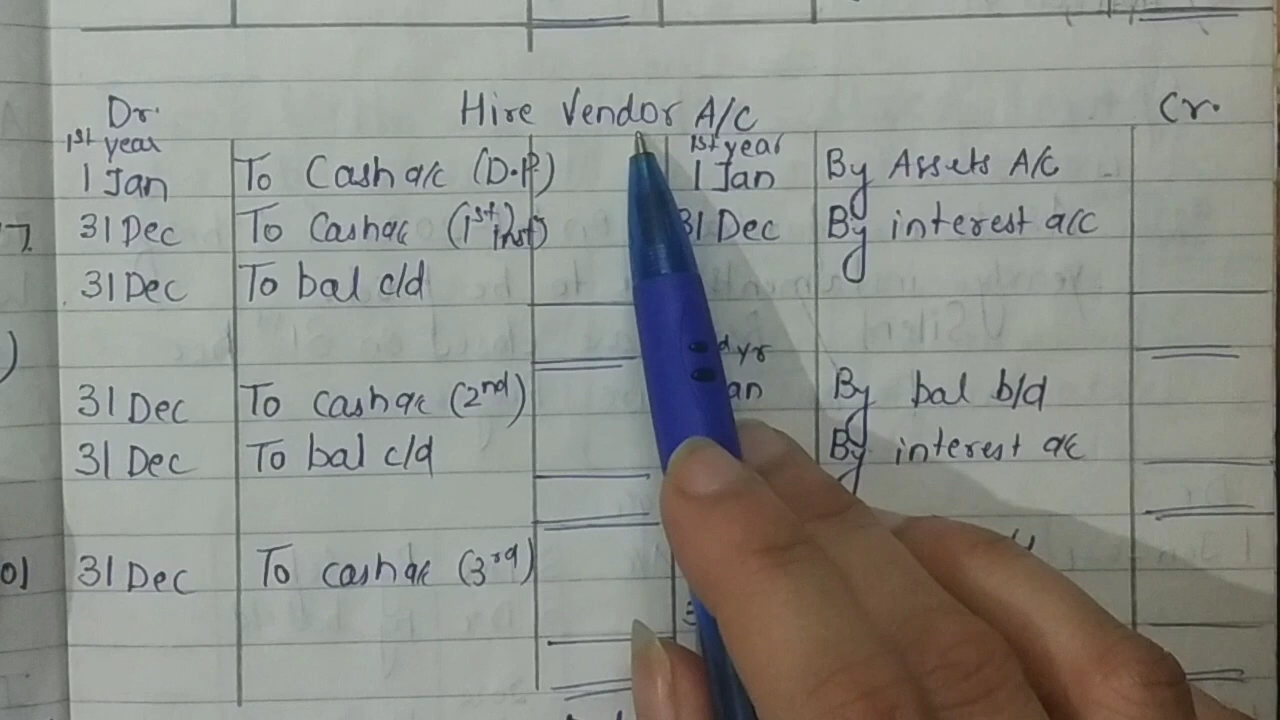 Dr. Hire Vendor A/C Cr.
1st year 1st year
1 Jan To Cash a/c (D.P.) 1 Jan By Assets A/C
31 Dec To Cash a/c (1st inst) 31 Dec By interest a/c
31 Dec To bal c/d
yr
31 Dec To cash a/c (2nd) By bal b/d
31 Dec To bal c/d By interest a/c
31 Dec To cash a/c (3rd)